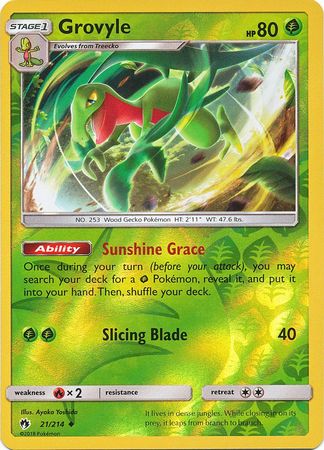 STAGE 1 Grovyle HP 80
Evolves from Treecko
NO. 253 Wood Gecko Pokémon HT: 2'11" WT: 47.6 lbs.
Ability Sunshine Grace
Once during your turn (before your attack), you may
search your deck for a Pokémon, reveal it, and put it
into your hand. Then, shuffle your deck.
Slicing Blade 40
weakness × 2 resistance retreat
Illus. Ayaka Yoshida
21/214
©2018 Pokémon
It lives in dense jungles. While closing in on its
prey, it leaps from branch to branch.